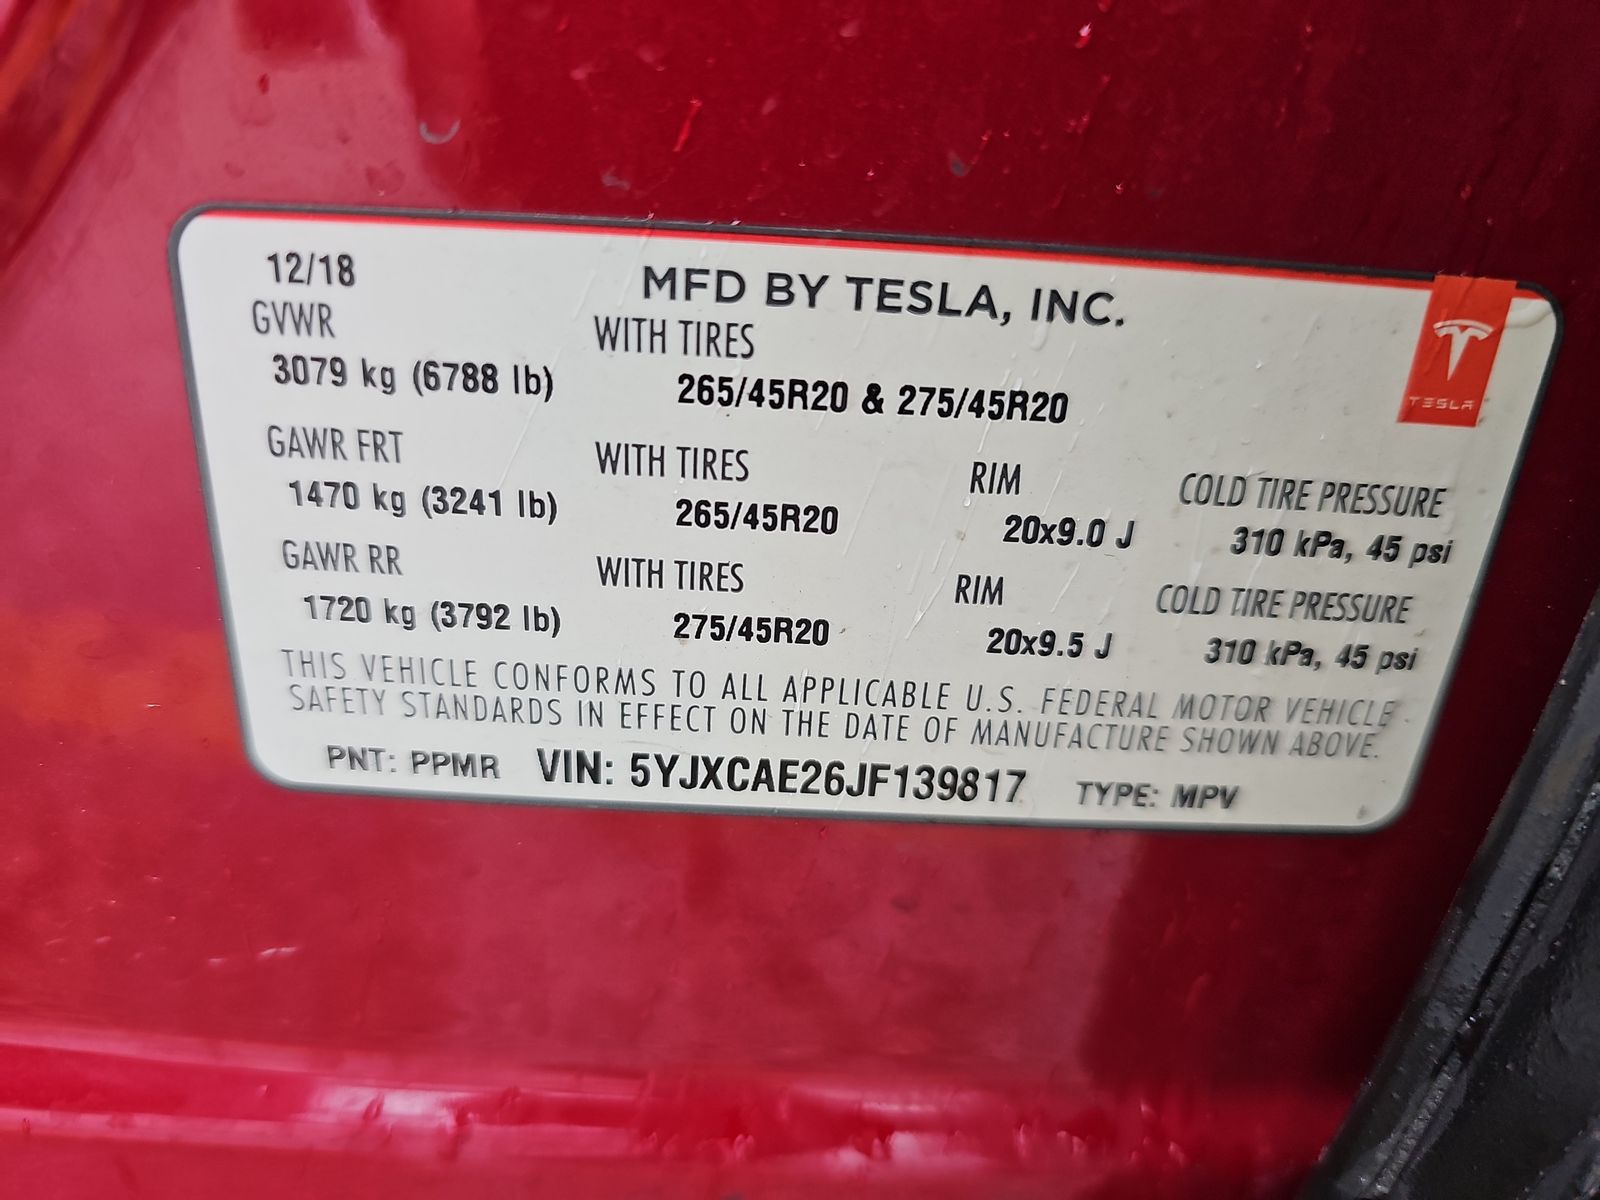 12/18 MFD BY TESLA, INC.
GVWR WITH TIRES
3079 kg (6788 lb) 265/45R20 & 275/45R20
TESLA
GAWR FRT WITH TIRES RIM COLD TIRE PRESSURE
1470 kg (3241 lb) 265/45R20 20x9.0 J 310 kPa, 45 psi
GAWR RR WITH TIRES RIM COLD TIRE PRESSURE
1720 kg (3792 lb) 275/45R20 20x9.5 J 310 kPa, 45 psi
THIS VEHICLE CONFORMS TO ALL APPLICABLE U.S. FEDERAL MOTOR VEHICLE
SAFETY STANDARDS IN EFFECT ON THE DATE OF MANUFACTURE SHOWN ABOVE.
PNT: PPMR VIN: 5YJXCAE26JF139817 TYPE: MPV